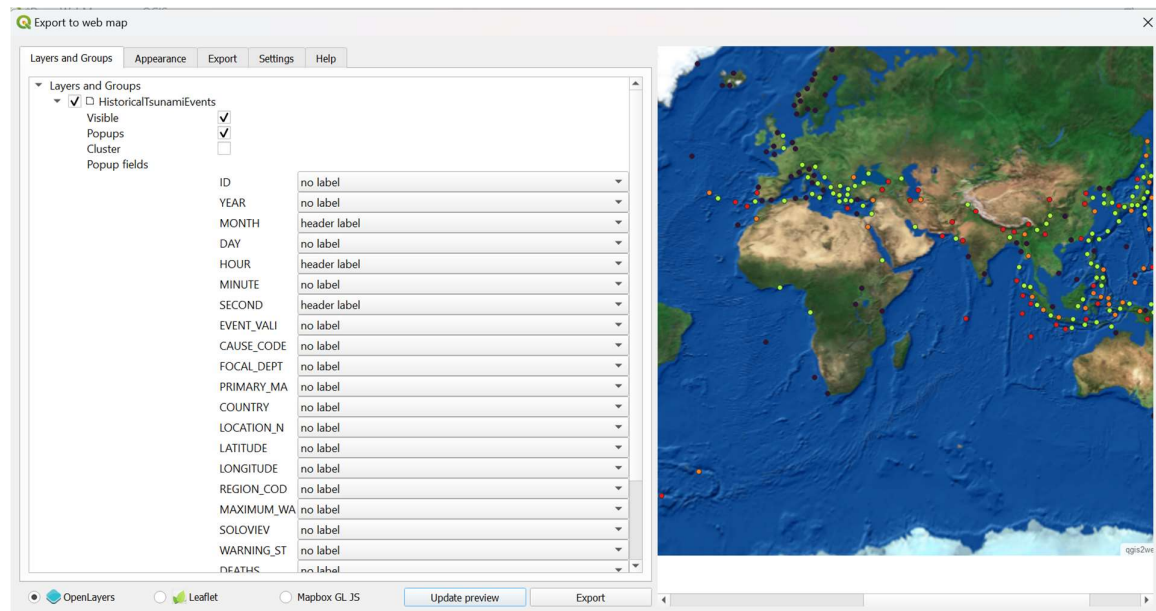 Export to web map
Layers and Groups Appearance Export Settings Help
Layers and Groups
HistoricalTsunamiEvents
Visible
Popups
Cluster
Popup fields
ID no label
YEAR no label
MONTH header label
DAY no label
HOUR header label
MINUTE no label
SECOND header label
EVENT_VALI no label
CAUSE_CODE no label
FOCAL_DEPT no label
PRIMARY_MA no label
COUNTRY no label
LOCATION_N no label
LATITUDE no label
LONGITUDE no label
REGION_COD no label
MAXIMUM_WA no label
SOLOVIEV no label
WARNING_ST no label
DEATHS no label
qgis2we
OpenLayers Leaflet Mapbox GL JS Update preview Export